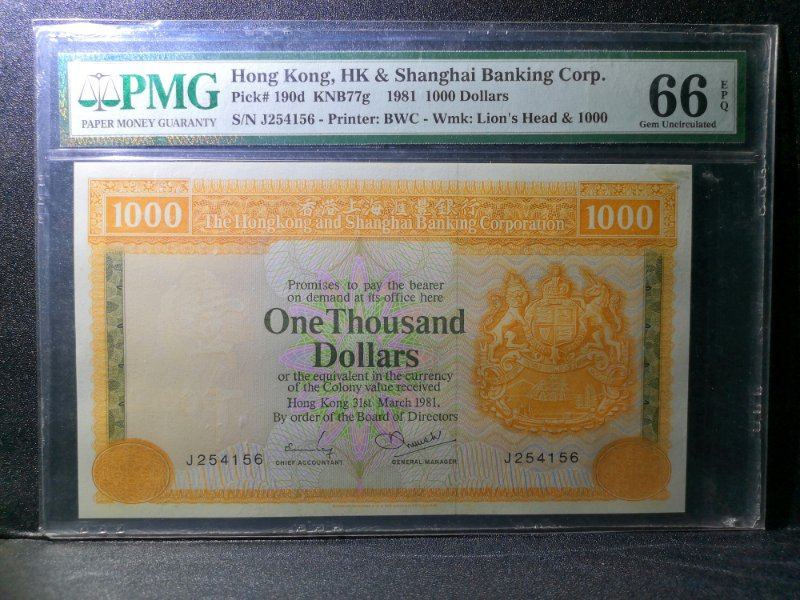 PMG
PAPER MONEY GUARANTY
Hong Kong, HK & Shanghai Banking Corp.
Pick# 190d KNB77g 1981 1000 Dollars
S/N J254156 - Printer: BWC - Wmk: Lion's Head & 1000
66
EPQ
Gem Uncirculated
1000
香港上海滙豐銀行
The Hongkong and Shanghai Banking Corporation
1000
Promises to pay the bearer
on demand at its office here
One Thousand
Dollars
or the equivalent in the currency
of the Colony value received
Hong Kong 31st March 1981.
By order of the Board of Directors
J254156
CHIEF ACCOUNTANT
GENERAL MANAGER
J254156